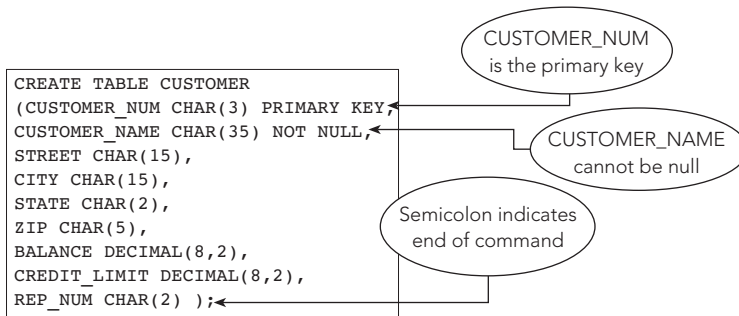 CUSTOMER_NUM
is the primary key
CREATE TABLE CUSTOMER
(CUSTOMER_NUM CHAR(3) PRIMARY KEY,
CUSTOMER_NAME CHAR(35) NOT NULL,
STREET CHAR(15),
CITY CHAR(15),
STATE CHAR(2),
ZIP CHAR(5),
BALANCE DECIMAL(8,2),
CREDIT_LIMIT DECIMAL(8,2),
REP_NUM CHAR(2) );
CUSTOMER_NAME
cannot be null
Semicolon indicates
end of command